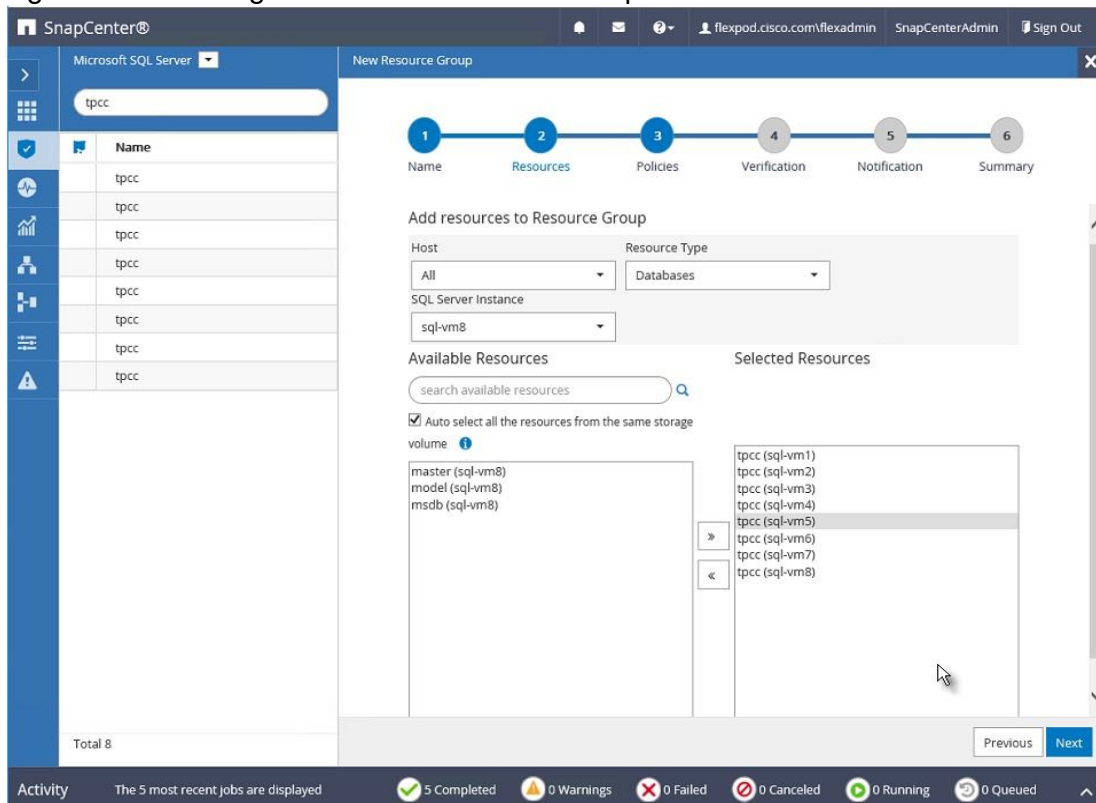 SnapCenter®
flexpod.cisco.com\flexadmin SnapCenterAdmin Sign Out
Microsoft SQL Server
New Resource Group
tpcc
Name
tpcc
tpcc
tpcc
tpcc
tpcc
tpcc
tpcc
tpcc
Total 8
1 2 3 4 5 6
Name Resources Policies Verification Notification Summary
Add resources to Resource Group
Host Resource Type
All Databases
SQL Server Instance
sql-vm8
Available Resources
search available resources
Auto select all the resources from the same storage
volume
master (sql-vm8)
model (sql-vm8)
msdb (sql-vm8)
Selected Resources
tpcc (sql-vm1)
tpcc (sql-vm2)
tpcc (sql-vm3)
tpcc (sql-vm4)
tpcc (sql-vm5)
tpcc (sql-vm6)
tpcc (sql-vm7)
tpcc (sql-vm8)
Previous Next
Activity The 5 most recent jobs are displayed 5 Completed 0 Warnings 0 Failed 0 Canceled 0 Running 0 Queued